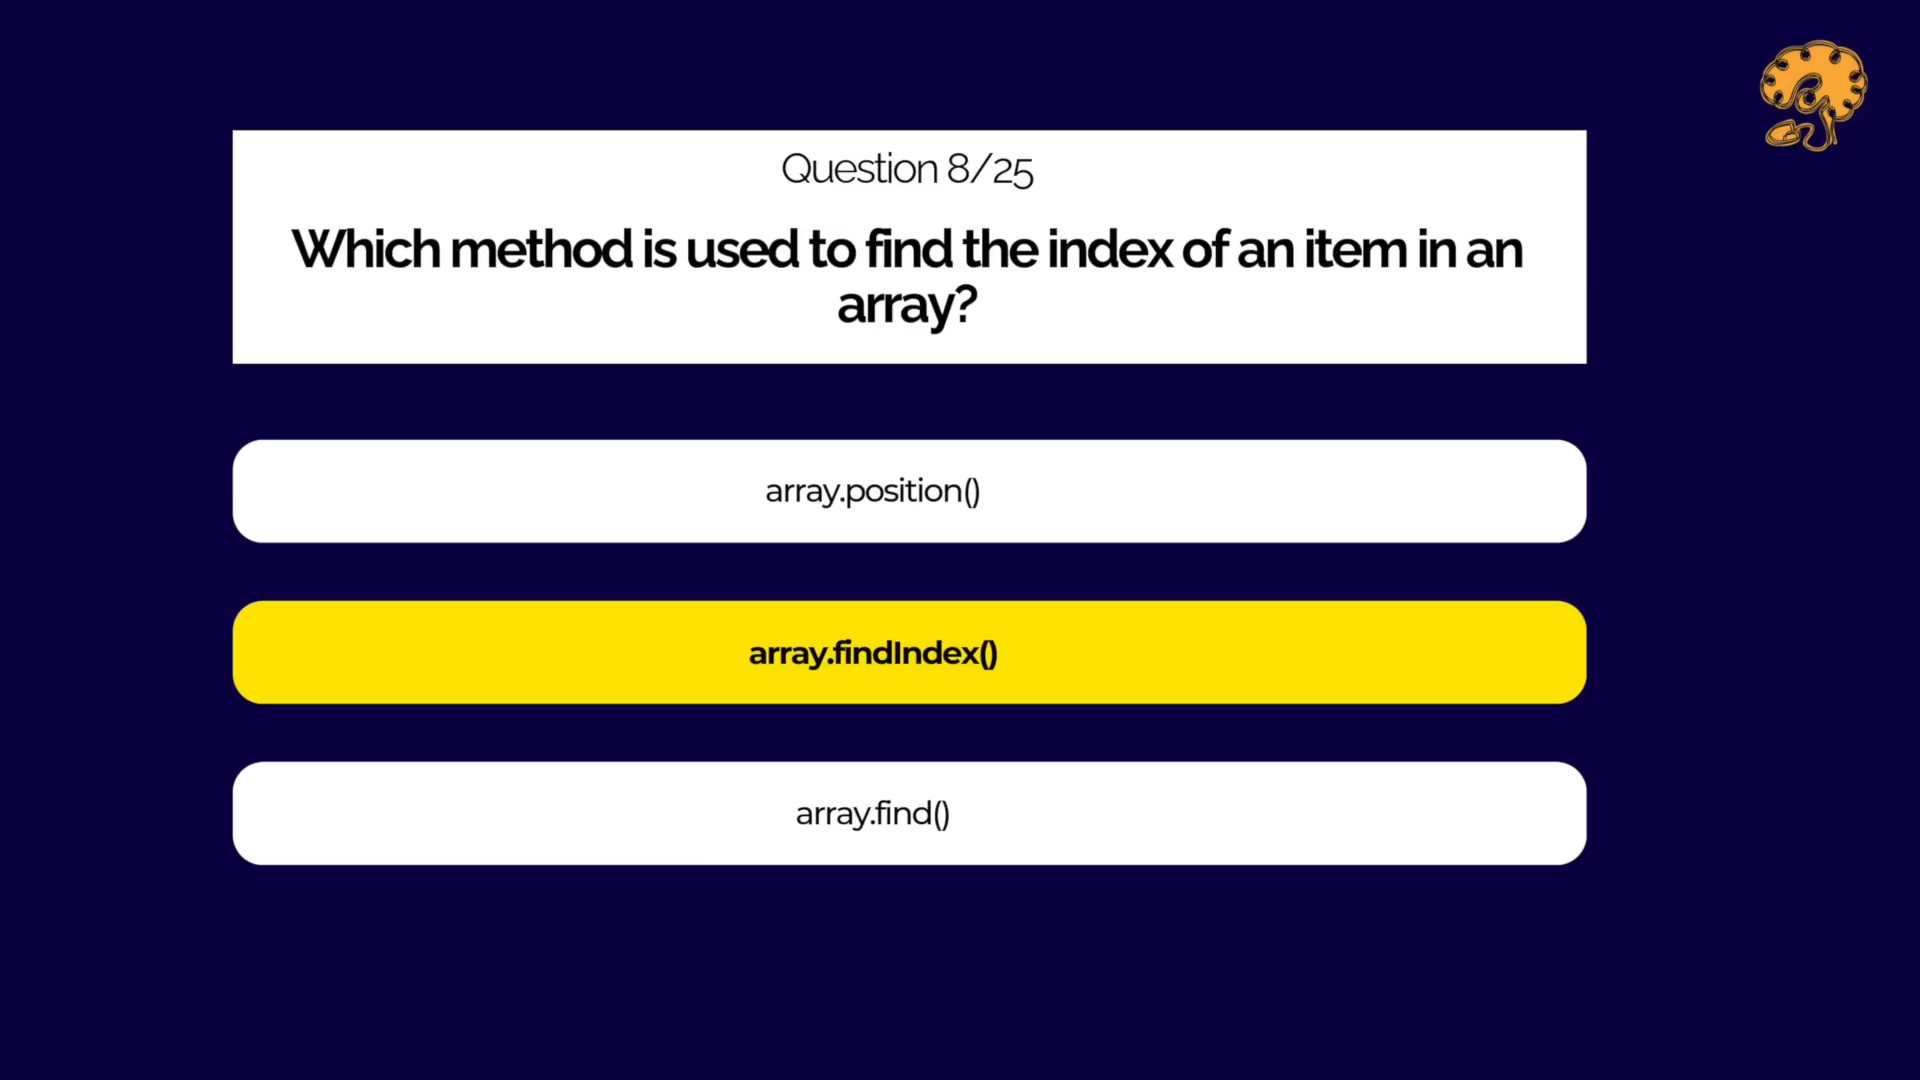 Question 8/25
Which method is used to find the index of an item in an
array?
array.position()
array.findIndex()
array.find()